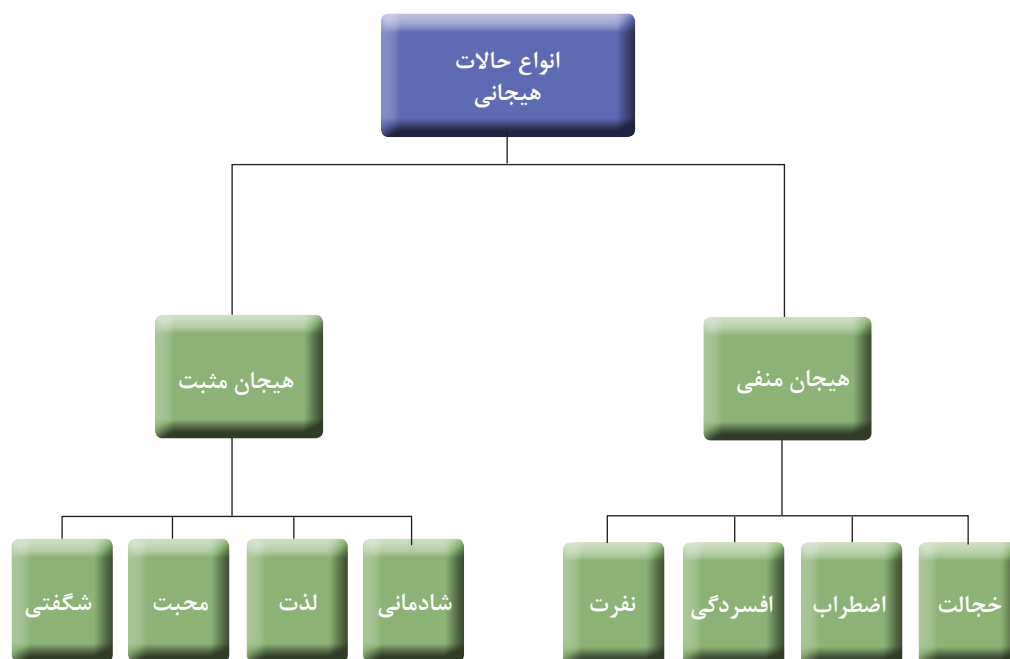 انواع حالات
هیجانی
هیجان منفی
هیجان مثبت
خجالت
اضطراب
افسردگی
نفرت
شادمانی
لذت
محبت
شگفتی